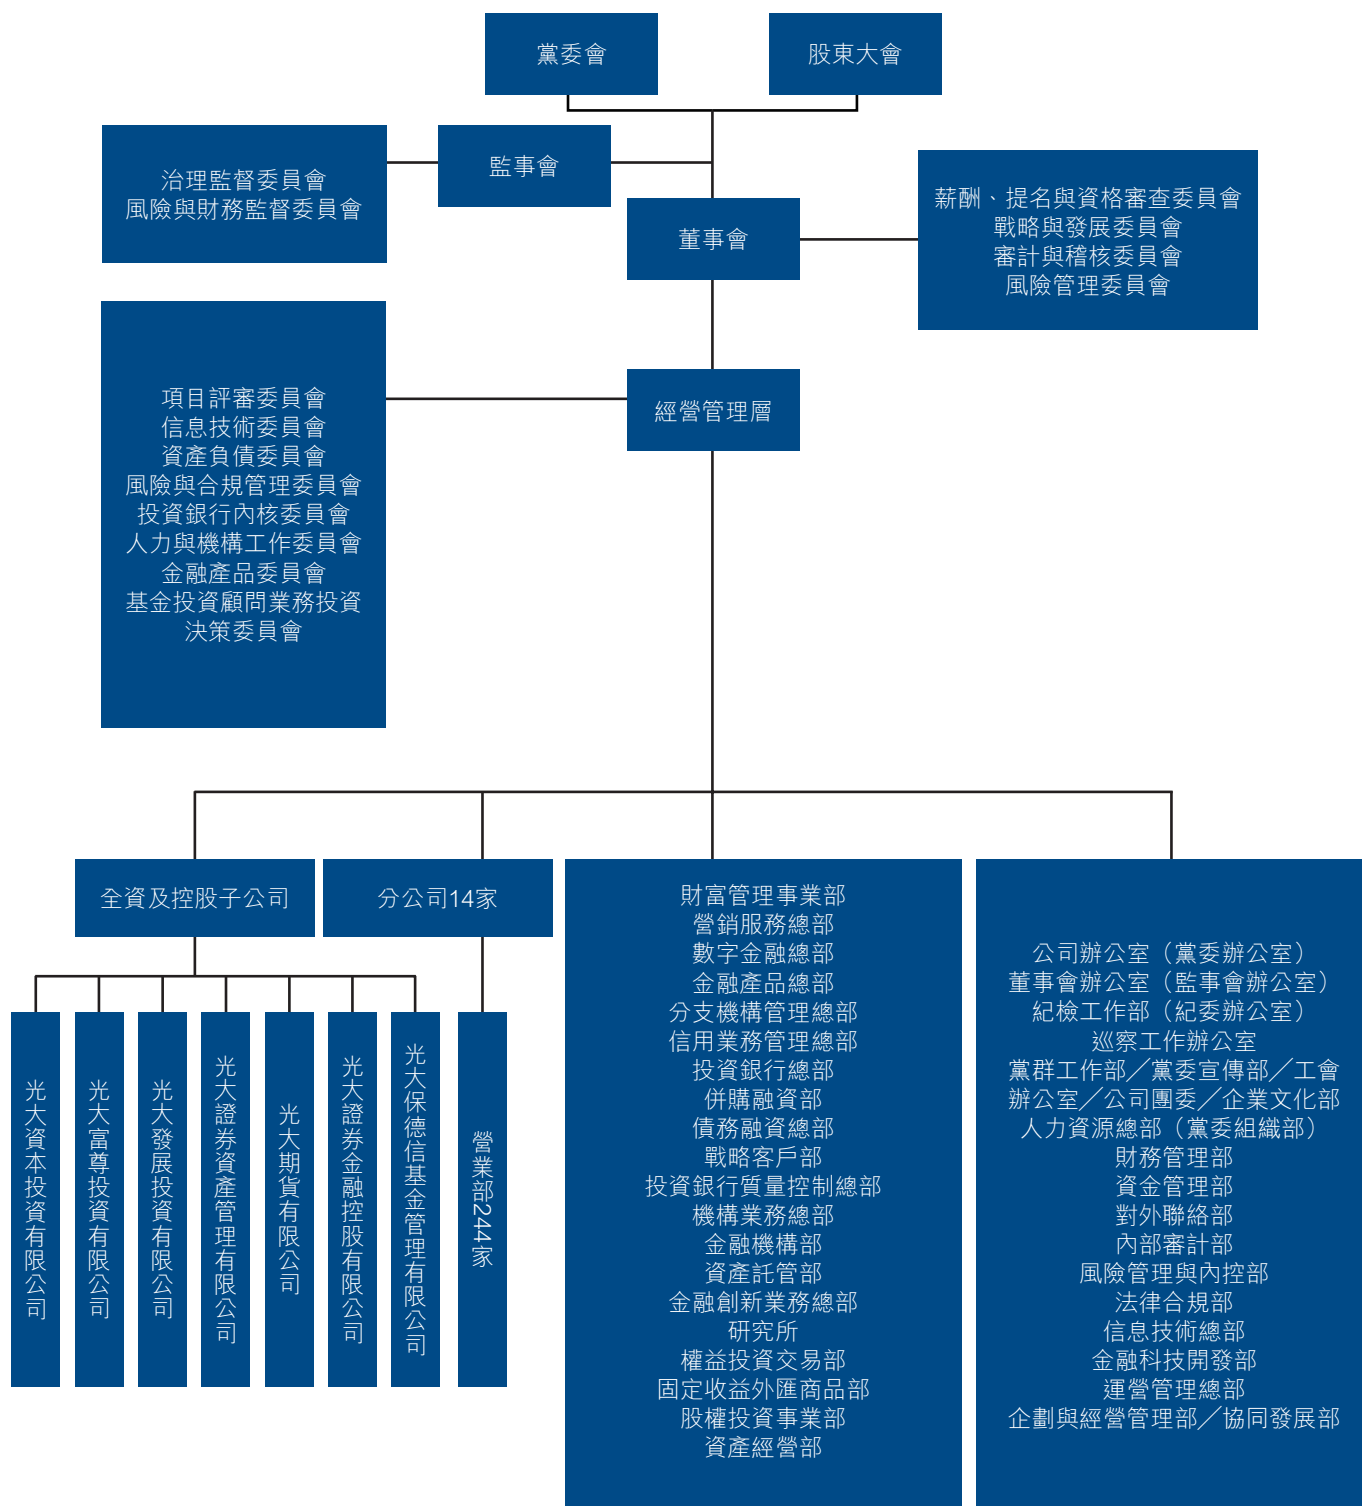 黨委會
股東大會
監事會
治理監督委員會
風險與財務監督委員會
董事會
薪酬、提名與資格審查委員會
戰略與發展委員會
審計與稽核委員會
風險管理委員會
經營管理層
項目評審委員會
信息技術委員會
資產負債委員會
風險與合規管理委員會
投資銀行內核委員會
人力與機構工作委員會
金融產品委員會
基金投資顧問業務投資
決策委員會
全資及控股子公司
分公司14家
光大資本投資有限公司
光大富尊投資有限公司
光大發展投資有限公司
光大證券資產管理有限公司
光大期貨有限公司
光大證券金融控股有限公司
光大保德信基金管理有限公司
營業部244家
財富管理事業部
營銷服務總部
數字金融總部
金融產品總部
分支機構管理總部
信用業務管理總部
投資銀行總部
併購融資部
債務融資總部
戰略客戶部
投資銀行質量控制總部
機構業務總部
金融機構部
資產託管部
金融創新業務總部
研究所
權益投資交易部
固定收益外匯商品部
股權投資事業部
資產經營部
公司辦公室（黨委辦公室）
董事會辦公室（監事會辦公室）
紀檢工作部（紀委辦公室）
巡察工作辦公室
黨群工作部╱黨委宣傳部╱工會
辦公室╱公司團委╱企業文化部
人力資源總部（黨委組織部）
財務管理部
資金管理部
對外聯絡部
內部審計部
風險管理與內控部
法律合規部
信息技術總部
金融科技開發部
運營管理總部
企劃與經營管理部╱協同發展部